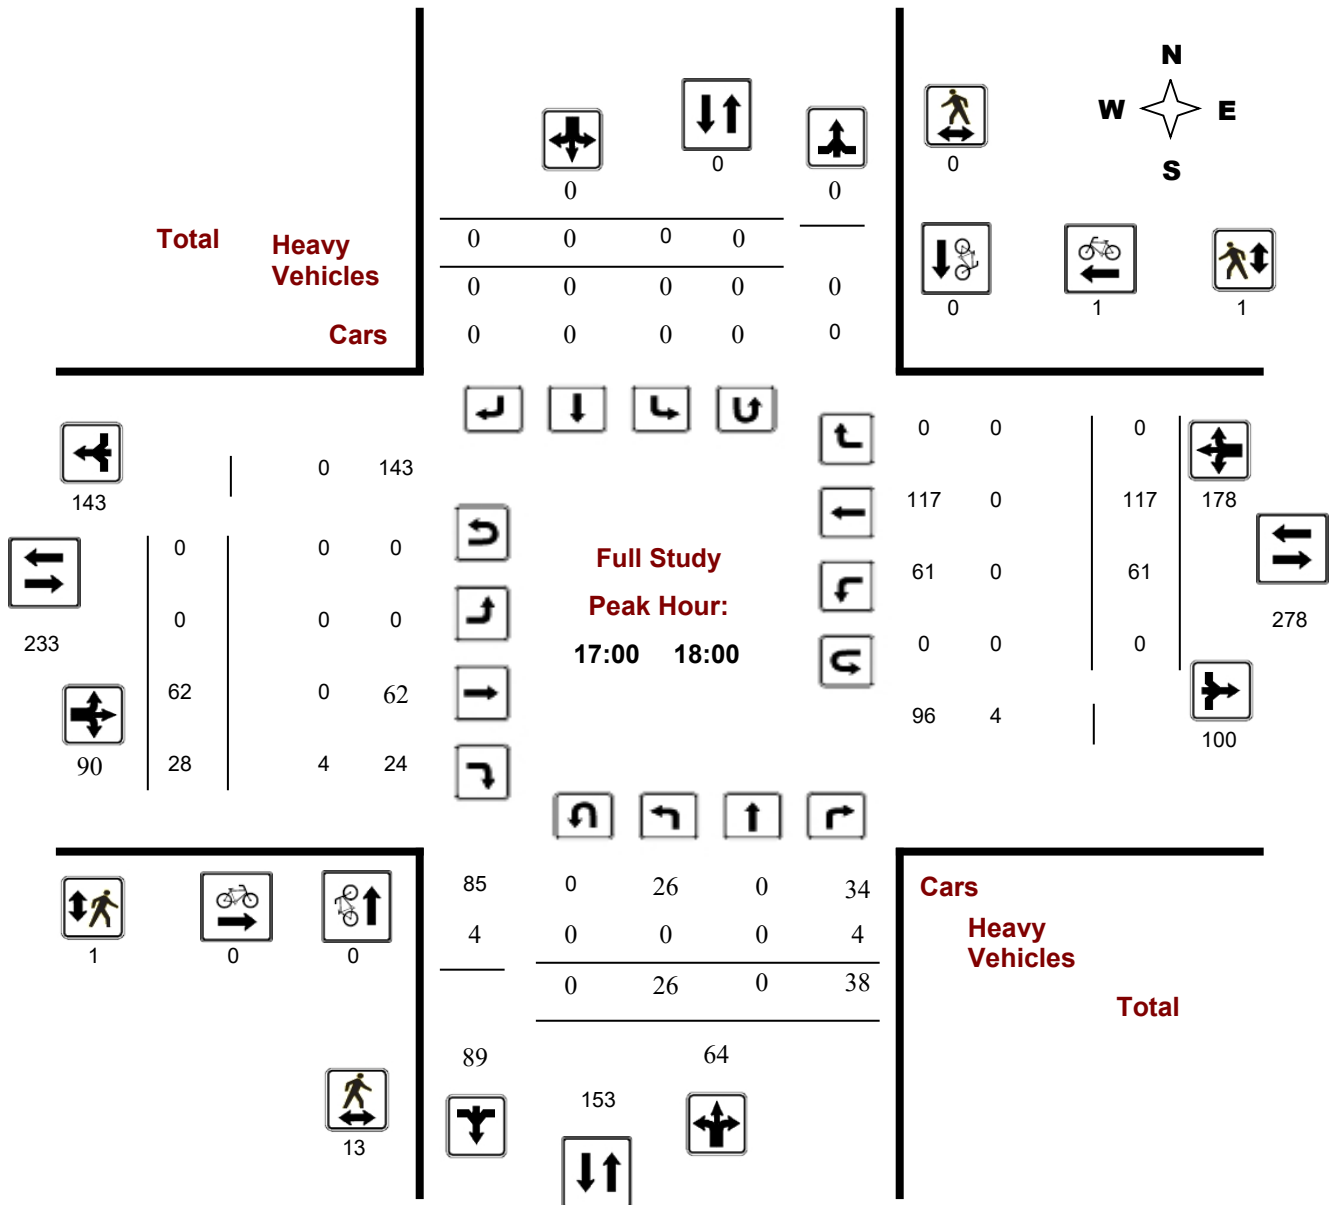 N
W E
S
0
0
0 0
0
Total Heavy
Vehicles
Cars
0 0 0 0
0 0 0 0 0
0 0 0 0 0
0 1 1
0 143
143
0 0 0
0 0 0
233
62 0 62
90 28 4 24
Full Study
Peak Hour:
17:00 18:00
0 0 0
117 0 117 178
61 0 61
278
0 0 0
96 4
100
85 0 26 0 34
4 0 0 0 4
0 26 0 38
89 64
153
1 0 0
13
Cars
Heavy
Vehicles
Total